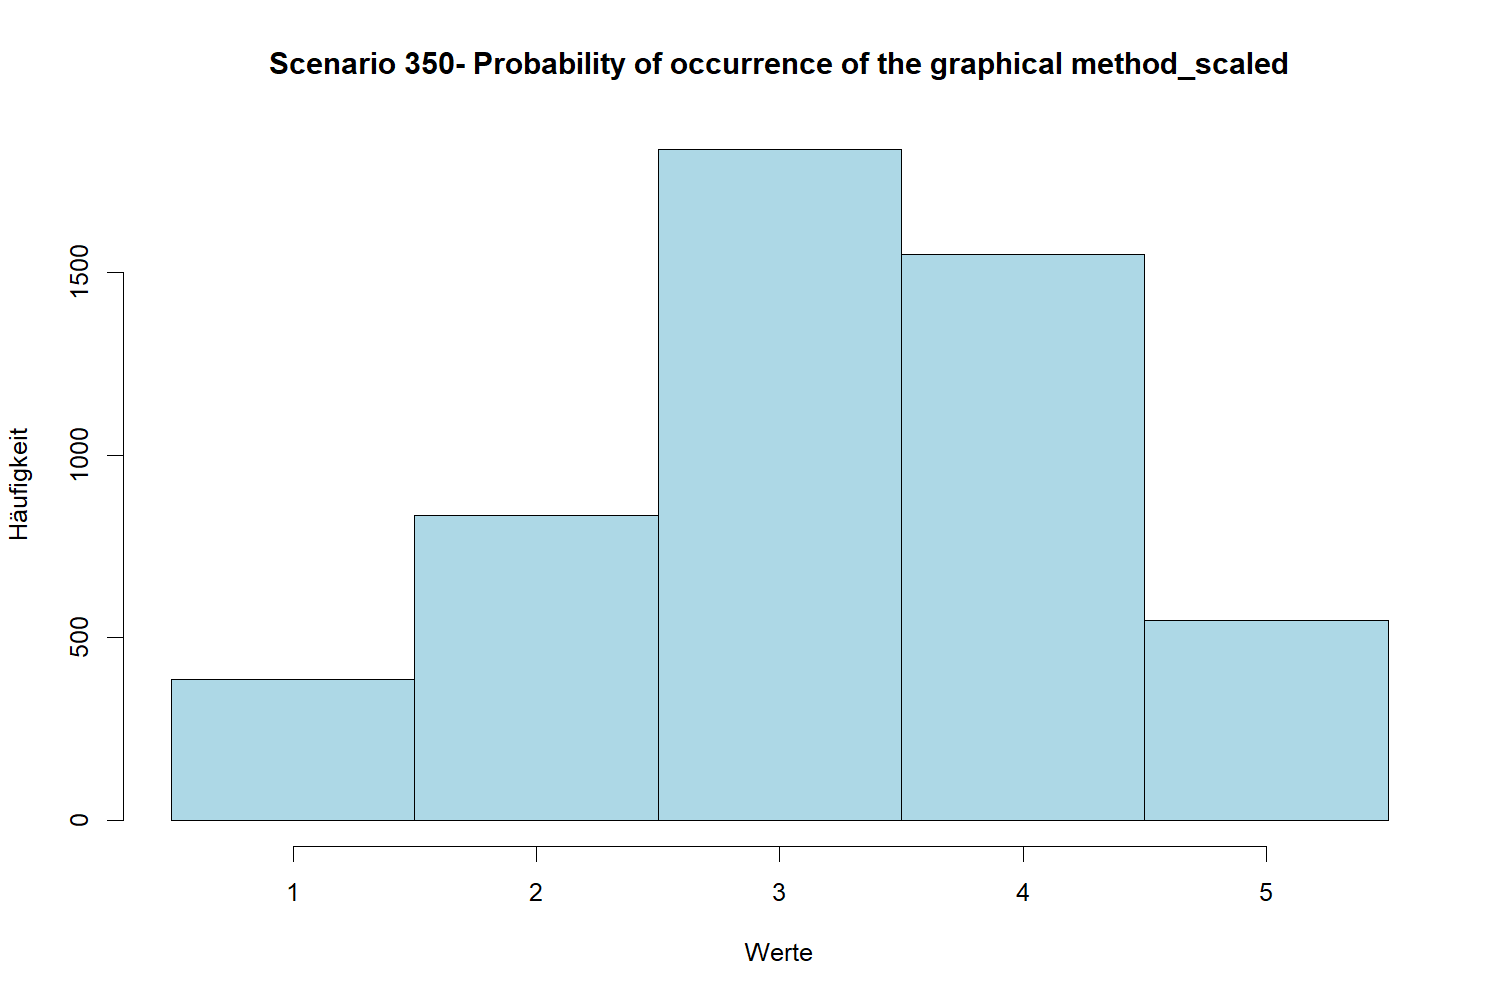 Scenario 350- Probability of occurrence of the graphical method_scaled
Häufigkeit
1500
1000
500
0
1 2 3 4 5
Werte